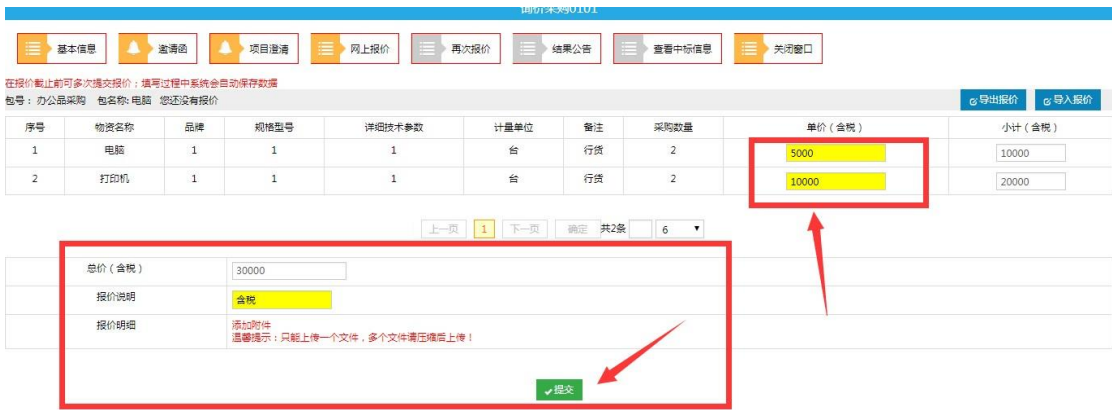 询价采购0101
基本信息 邀请函 项目澄清 网上报价 再次报价 结果公告 查看中标信息 关闭窗口
在报价截止前可多次提交报价；填写过程中系统会自动保存数据
包号： 办公品采购 包名称: 电脑 您还没有报价 导出报价 导入报价
序号 物资名称 品牌 规格型号 详细技术参数 计量单位 备注 采购数量 单价（含税） 小计（含税）
1 电脑 1 1 1 台 行货 2 5000 10000
2 打印机 1 1 1 台 行货 2 10000 20000
上一页 1 下一页 确定 共2条 6
总价（含税） 30000
报价说明 含税
报价明细 添加附件
温馨提示：只能上传一个文件，多个文件请压缩后上传！
提交